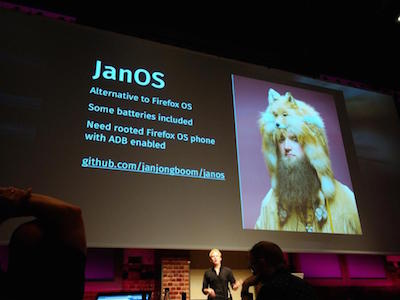 JanOS
Alternative to Firefox OS
Some batteries included
Need rooted Firefox OS phone
with ADB enabled
github.com/janjongboom/janos